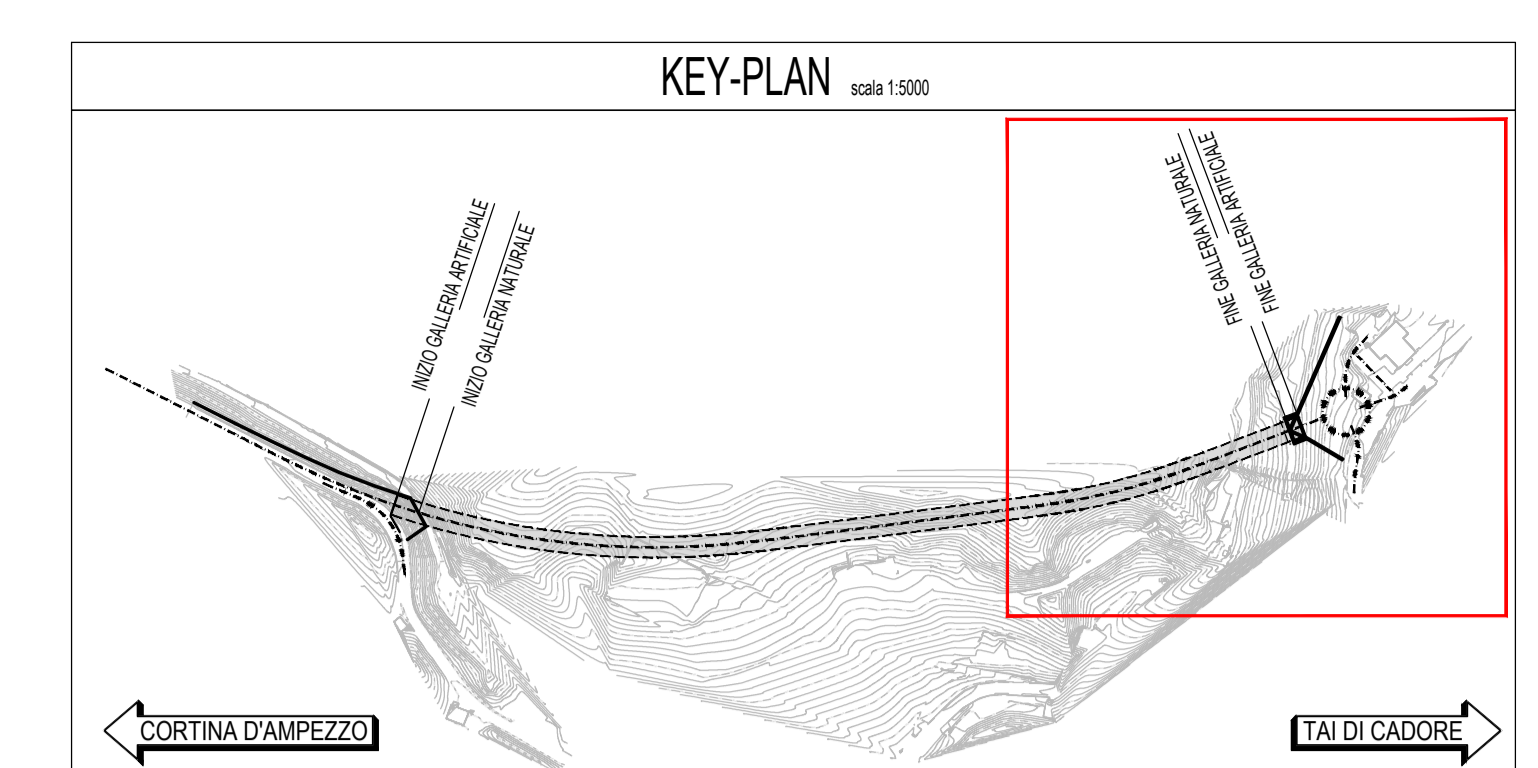 KEY-PLAN scala 1:5000
INIZIO GALLERIA ARTIFICIALE
INIZIO GALLERIA NATURALE
FINE GALLERIA NATURALE
FINE GALLERIA ARTIFICIALE
CORTINA D'AMPEZZO
TAI DI CADORE